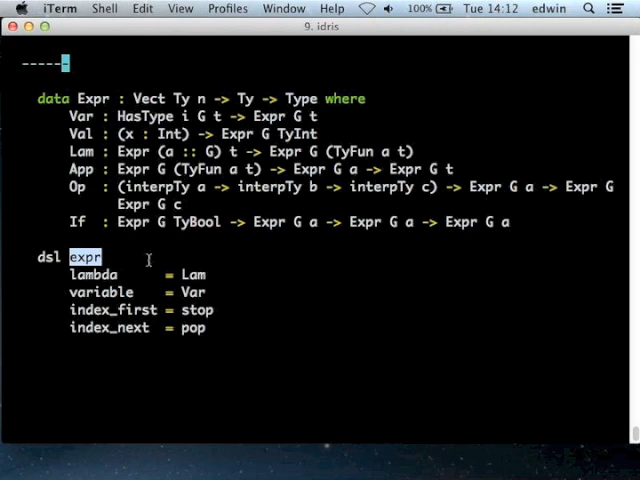 iTerm Shell Edit View Profiles Window Help 100% Tue 14:12 edwin
9. idris
------
data Expr : Vect Ty n -> Ty -> Type where
Var : HasType i G t -> Expr G t
Val : (x : Int) -> Expr G TyInt
Lam : Expr (a :: G) t -> Expr G (TyFun a t)
App : Expr G (TyFun a t) -> Expr G a -> Expr G t
Op : (interpTy a -> interpTy b -> interpTy c) -> Expr G a -> Expr G
Expr G c
If : Expr G TyBool -> Expr G a -> Expr G a -> Expr G a
dsl expr
lambda = Lam
variable = Var
index_first = stop
index_next = pop